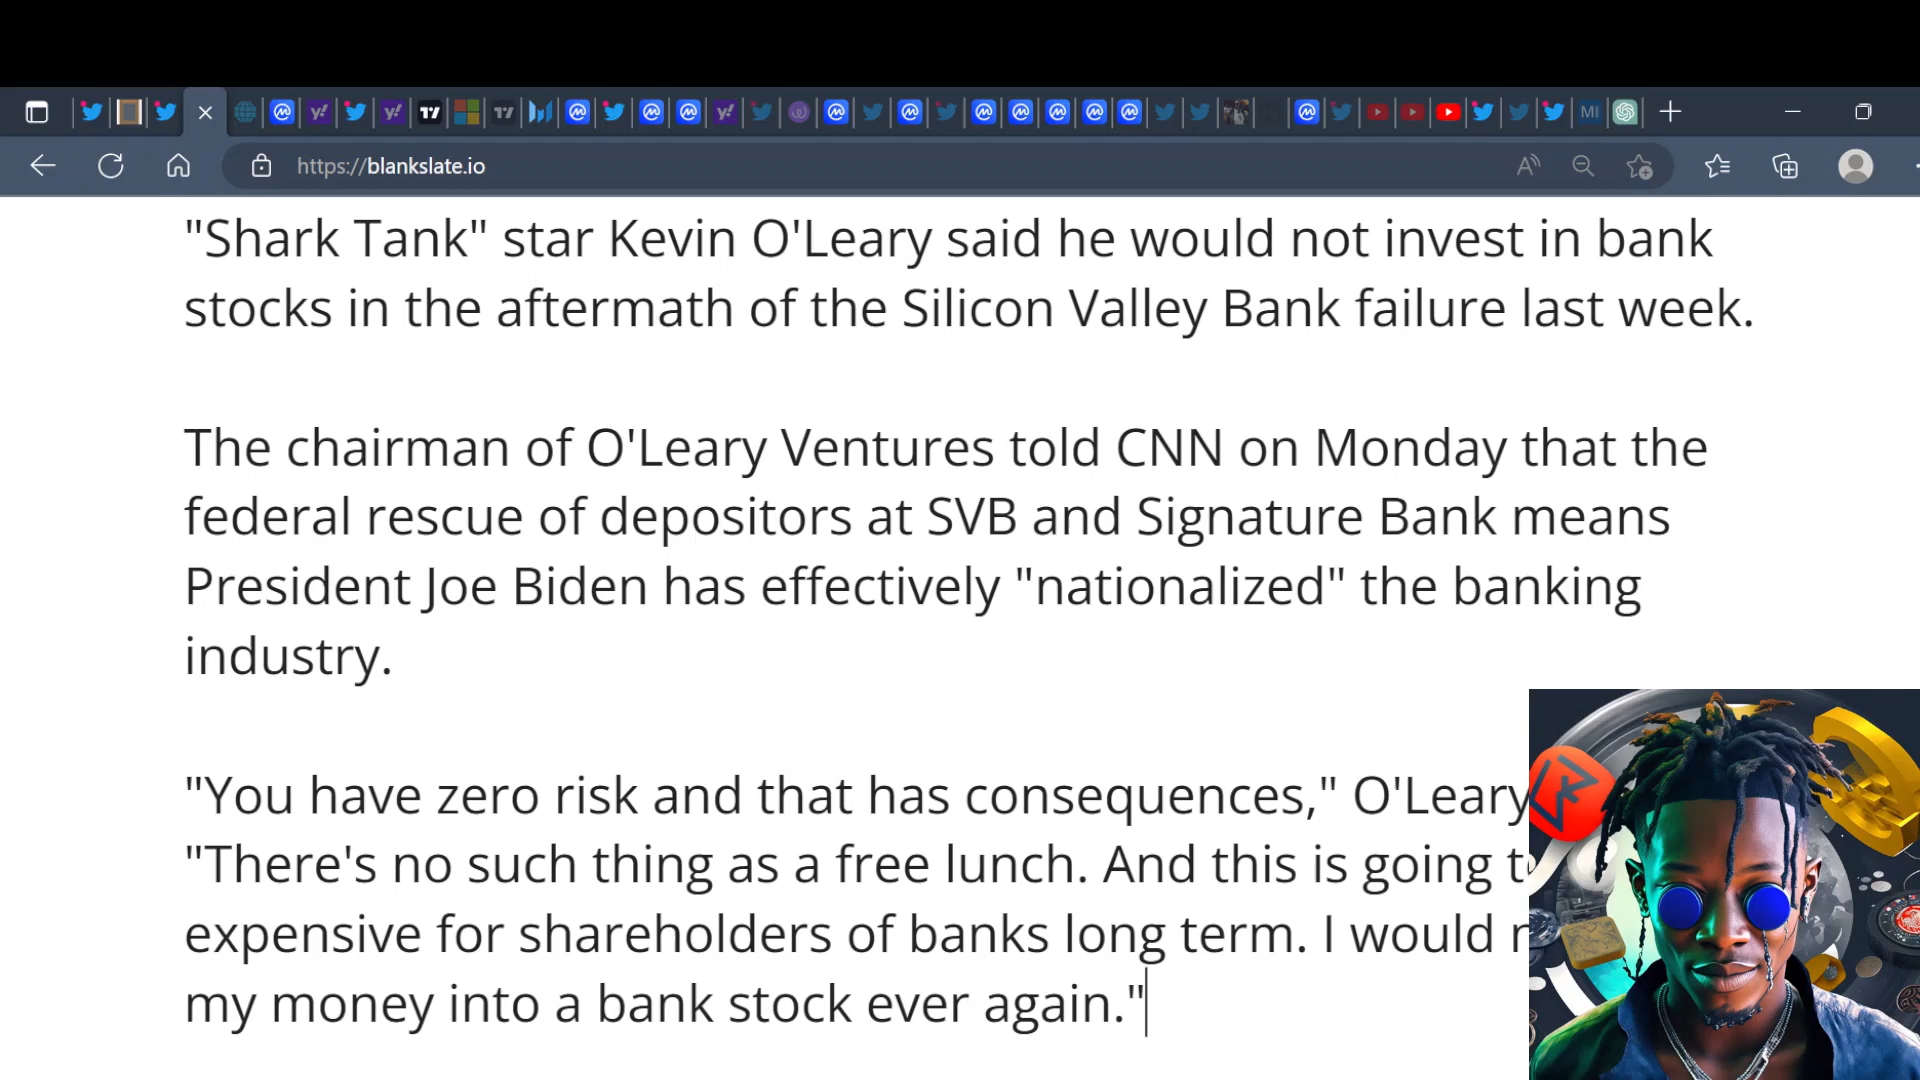 https://blankslate.io
"Shark Tank" star Kevin O'Leary said he would not invest in bank
stocks in the aftermath of the Silicon Valley Bank failure last week.
The chairman of O'Leary Ventures told CNN on Monday that the
federal rescue of depositors at SVB and Signature Bank means
President Joe Biden has effectively "nationalized" the banking
industry.
"You have zero risk and that has consequences," O'Leary
"There's no such thing as a free lunch. And this is going
expensive for shareholders of banks long term. I would
my money into a bank stock ever again."